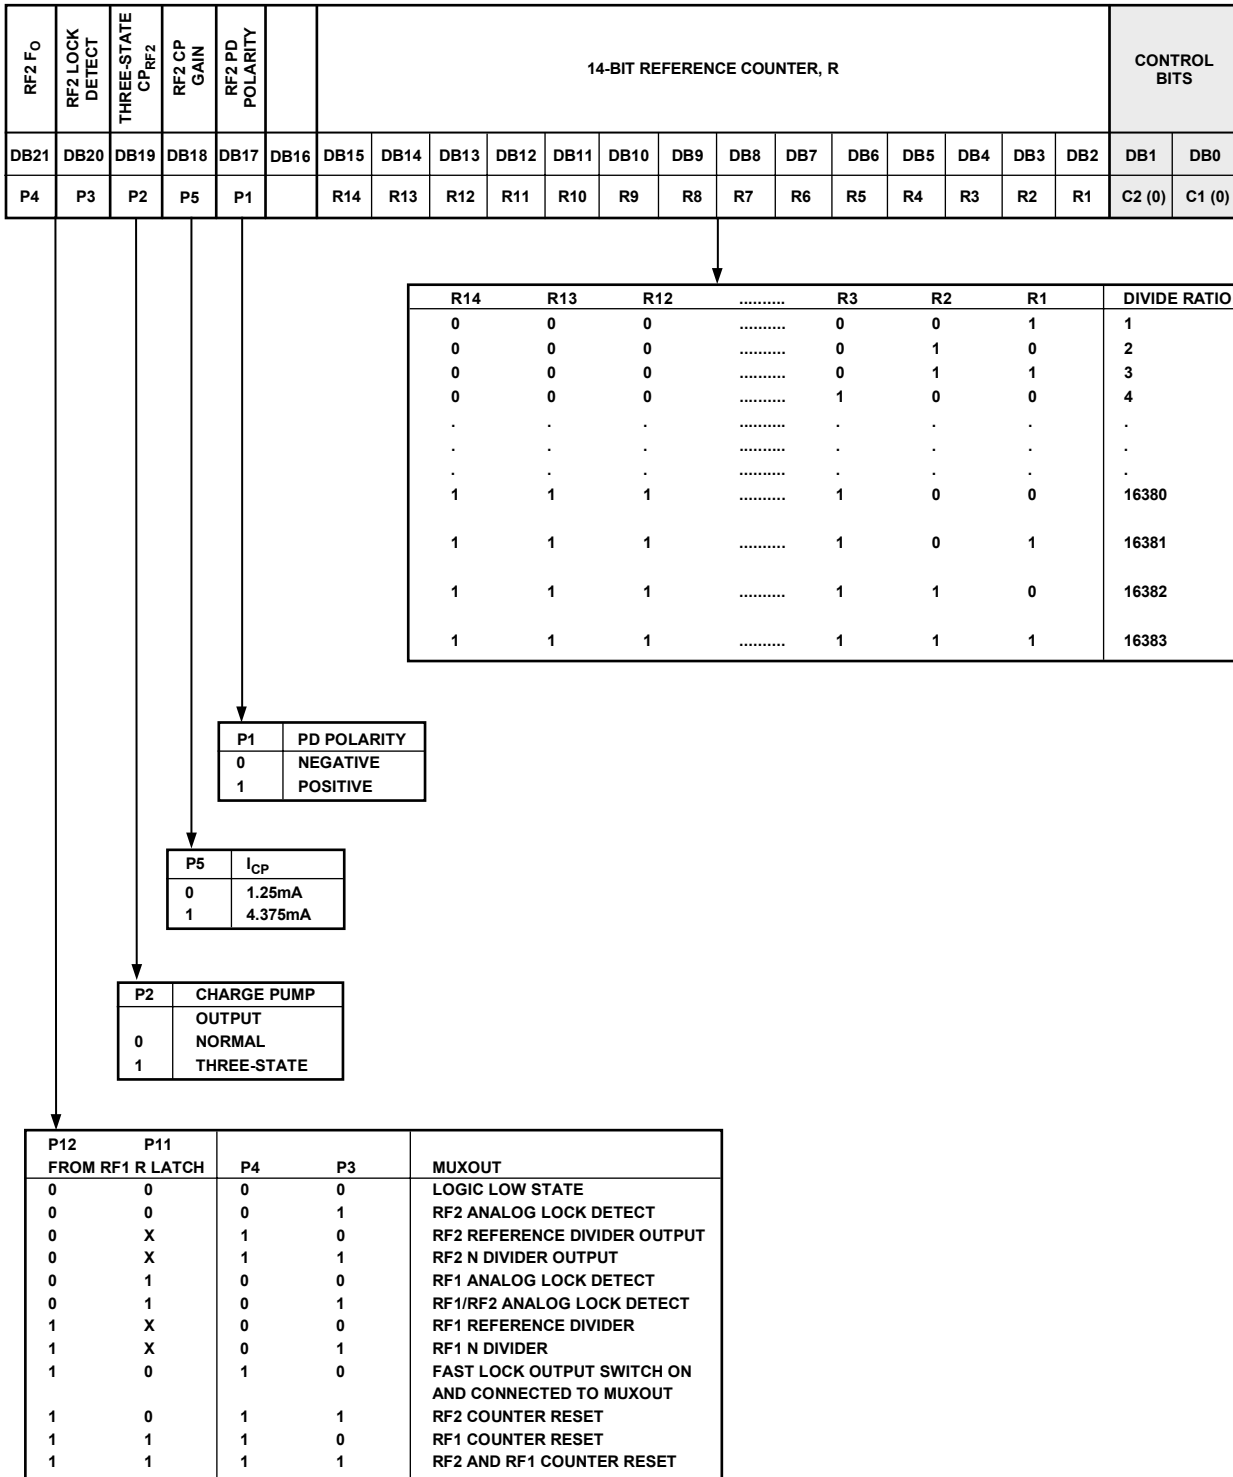 RF2 FO RF2 LOCK DETECT THREE-STATE CPRF2 RF2 CP GAIN RF2 PD POLARITY 14-BIT REFERENCE COUNTER, R CONTROL BITS
DB21 DB20 DB19 DB18 DB17 DB16 DB15 DB14 DB13 DB12 DB11 DB10 DB9 DB8 DB7 DB6 DB5 DB4 DB3 DB2 DB1 DB0
P4 P3 P2 P5 P1 R14 R13 R12 R11 R10 R9 R8 R7 R6 R5 R4 R3 R2 R1 C2 (0) C1 (0)
R14 R13 R12 .......... R3 R2 R1 DIVIDE RATIO
0 0 0 .......... 0 0 1 1
0 0 0 .......... 0 1 0 2
0 0 0 .......... 0 1 1 3
0 0 0 .......... 1 0 0 4
. . . .......... . . . .
. . . .......... . . . .
. . . .......... . . . .
1 1 1 .......... 1 0 0 16380
1 1 1 .......... 1 0 1 16381
1 1 1 .......... 1 1 0 16382
1 1 1 .......... 1 1 1 16383
P1 PD POLARITY
0 NEGATIVE
1 POSITIVE
P5 ICP
0 1.25mA
1 4.375mA
P2 CHARGE PUMP
OUTPUT
0 NORMAL
1 THREE-STATE
P12 P11
FROM RF1 R LATCH P4 P3 MUXOUT
0 0 0 0 LOGIC LOW STATE
0 0 0 1 RF2 ANALOG LOCK DETECT
0 X 1 0 RF2 REFERENCE DIVIDER OUTPUT
0 X 1 1 RF2 N DIVIDER OUTPUT
0 1 0 0 RF1 ANALOG LOCK DETECT
0 1 0 1 RF1/RF2 ANALOG LOCK DETECT
1 X 0 0 RF1 REFERENCE DIVIDER
1 X 0 1 RF1 N DIVIDER
1 0 1 0 FAST LOCK OUTPUT SWITCH ON
AND CONNECTED TO MUXOUT
1 0 1 1 RF2 COUNTER RESET
1 1 1 0 RF1 COUNTER RESET
1 1 1 1 RF2 AND RF1 COUNTER RESET